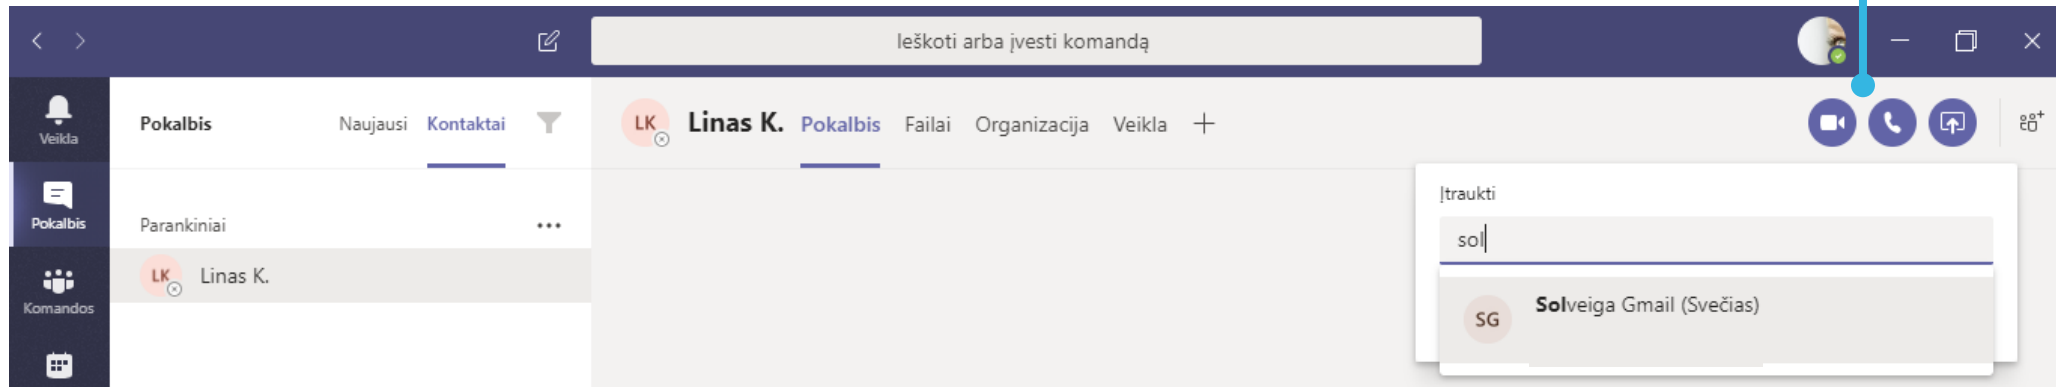 Ieškoti arba įvesti komandą
Veikla
Pokalbis
Naujausi
Kontaktai
LK
Linas K.
Pokalbis
Failai
Organizacija
Veikla
Įtraukti
sol
Solveiga Gmail (Svečias)
SG
Pokalbis
Parankiniai
LK
Linas K.
Komandos